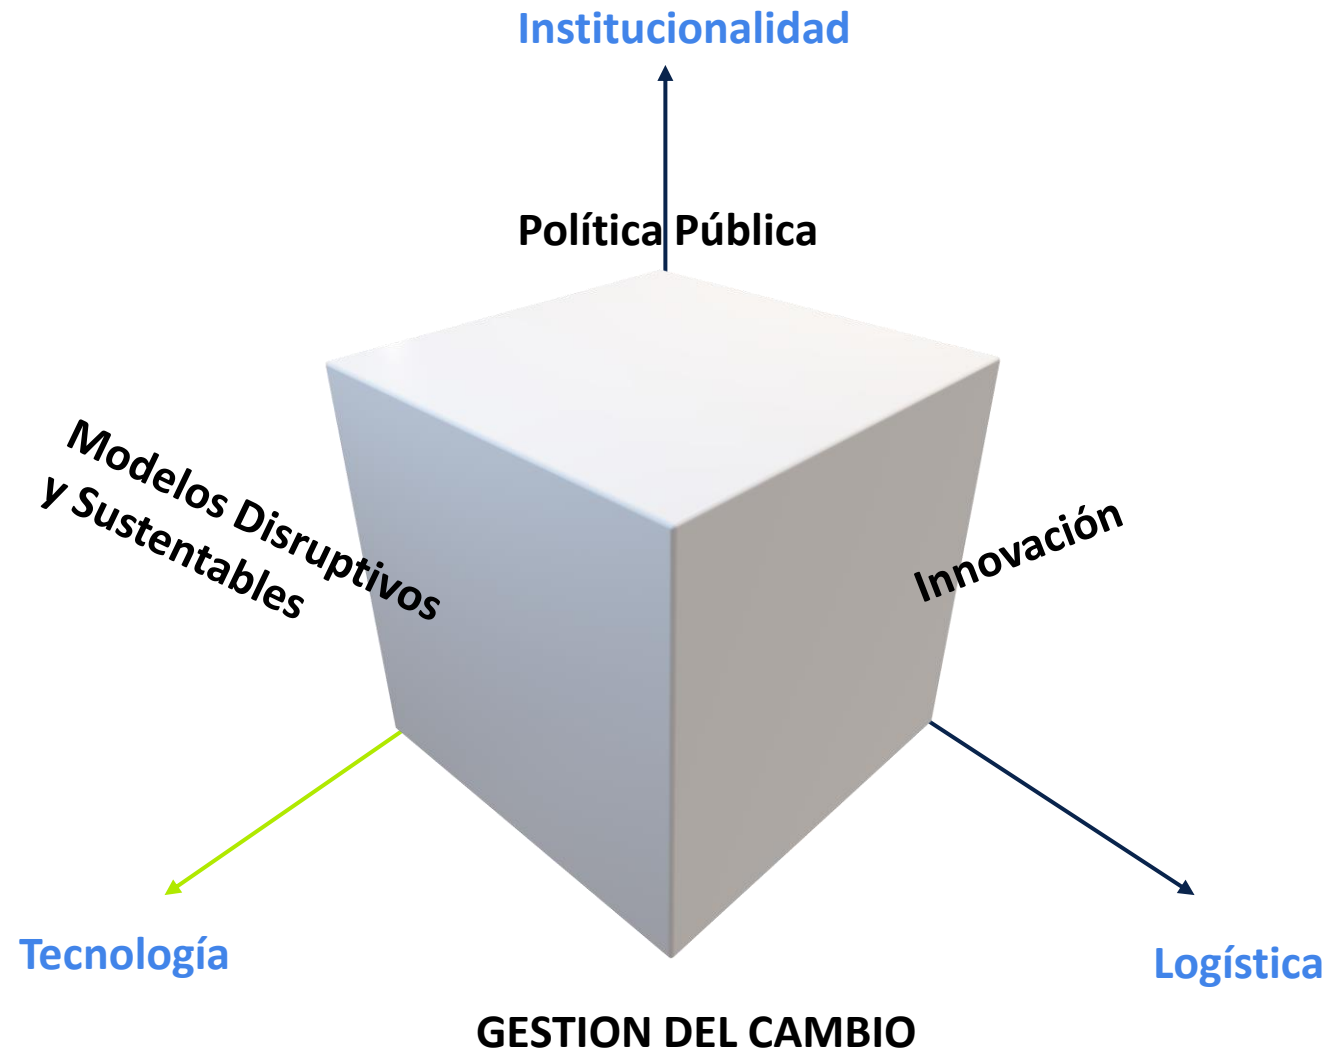 Institucionalidad
Política Pública
Modelos Disruptivos
y Sustentables
Innovación
Tecnología
Logística
GESTION DEL CAMBIO